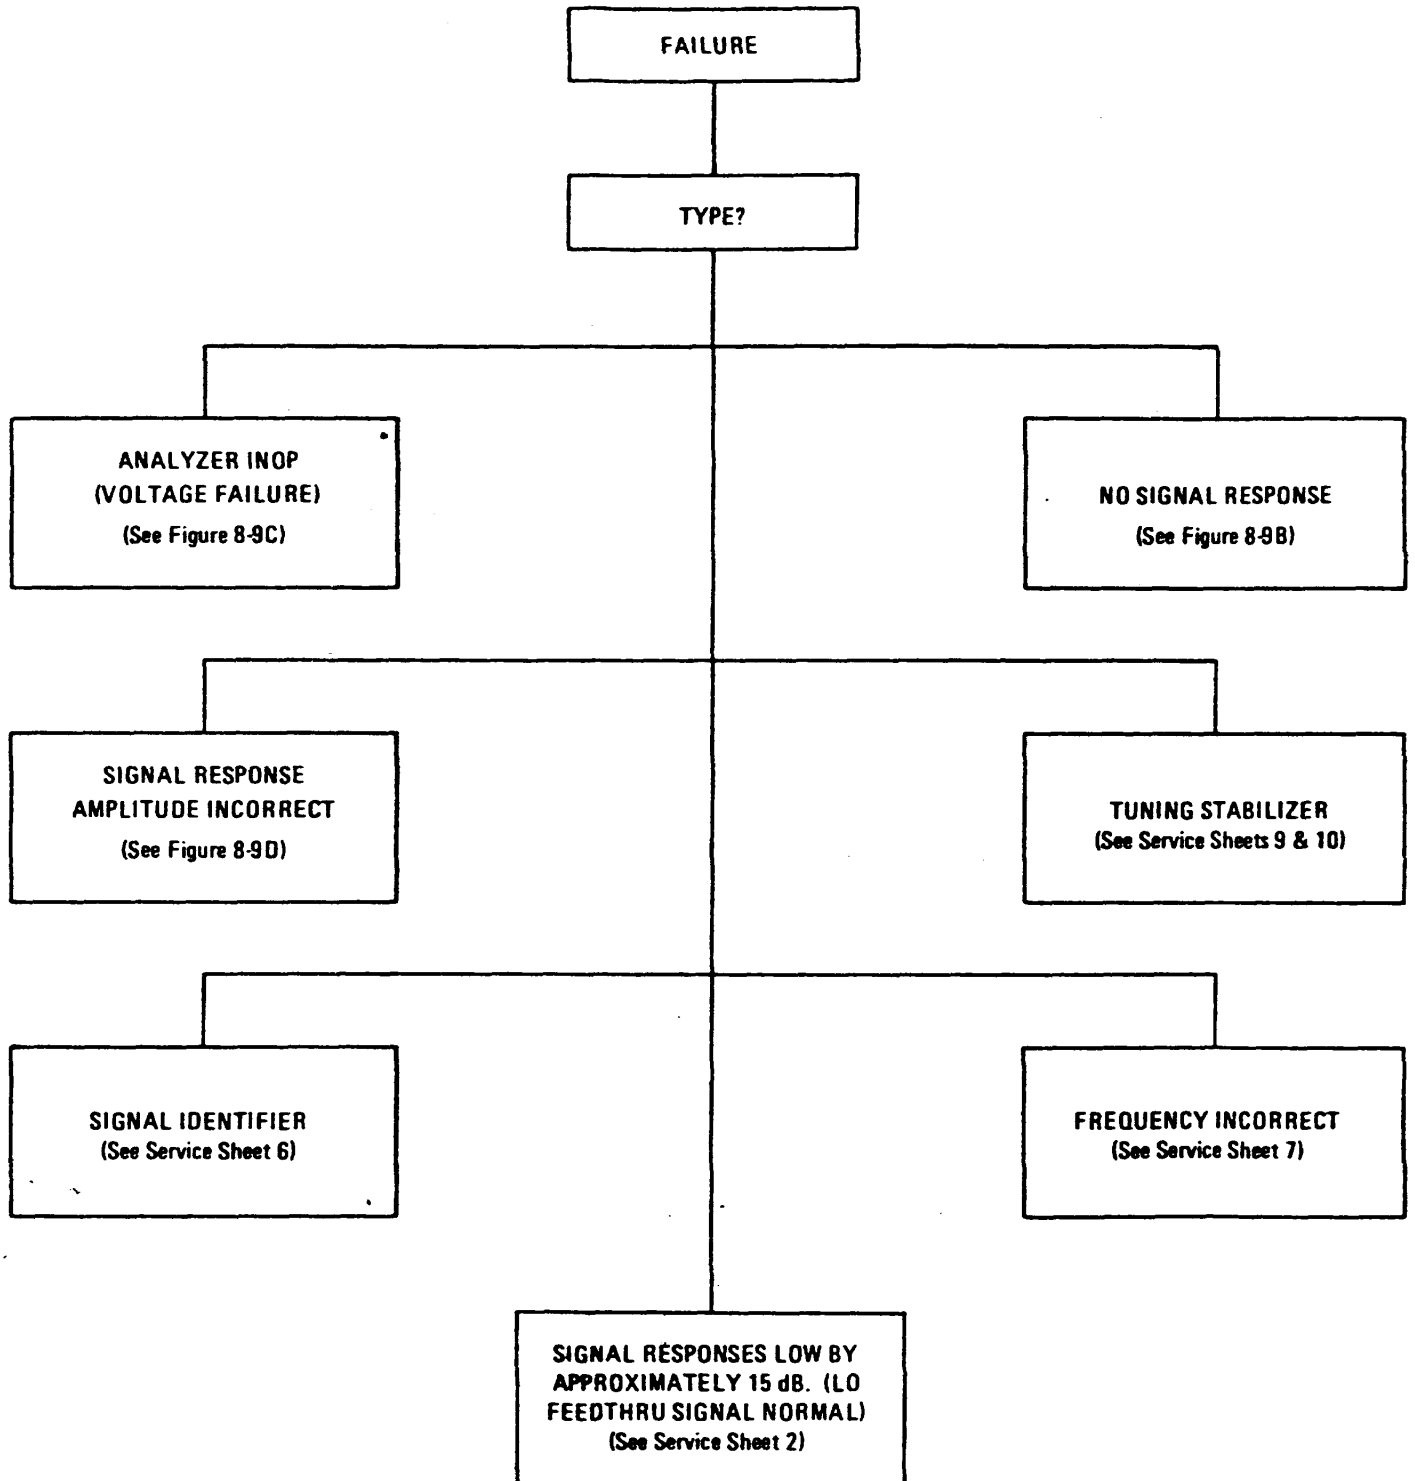 FAILURE
TYPE?
ANALYZER INOP
(VOLTAGE FAILURE)
(See Figure 8-9C)
NO SIGNAL RESPONSE
(See Figure 8-9B)
SIGNAL RESPONSE
AMPLITUDE INCORRECT
(See Figure 8-9D)
TUNING STABILIZER
(See Service Sheets 9 & 10)
SIGNAL IDENTIFIER
(See Service Sheet 6)
FREQUENCY INCORRECT
(See Service Sheet 7)
SIGNAL RESPONSES LOW BY
APPROXIMATELY 15 dB. (LO
FEEDTHRU SIGNAL NORMAL)
(See Service Sheet 2)